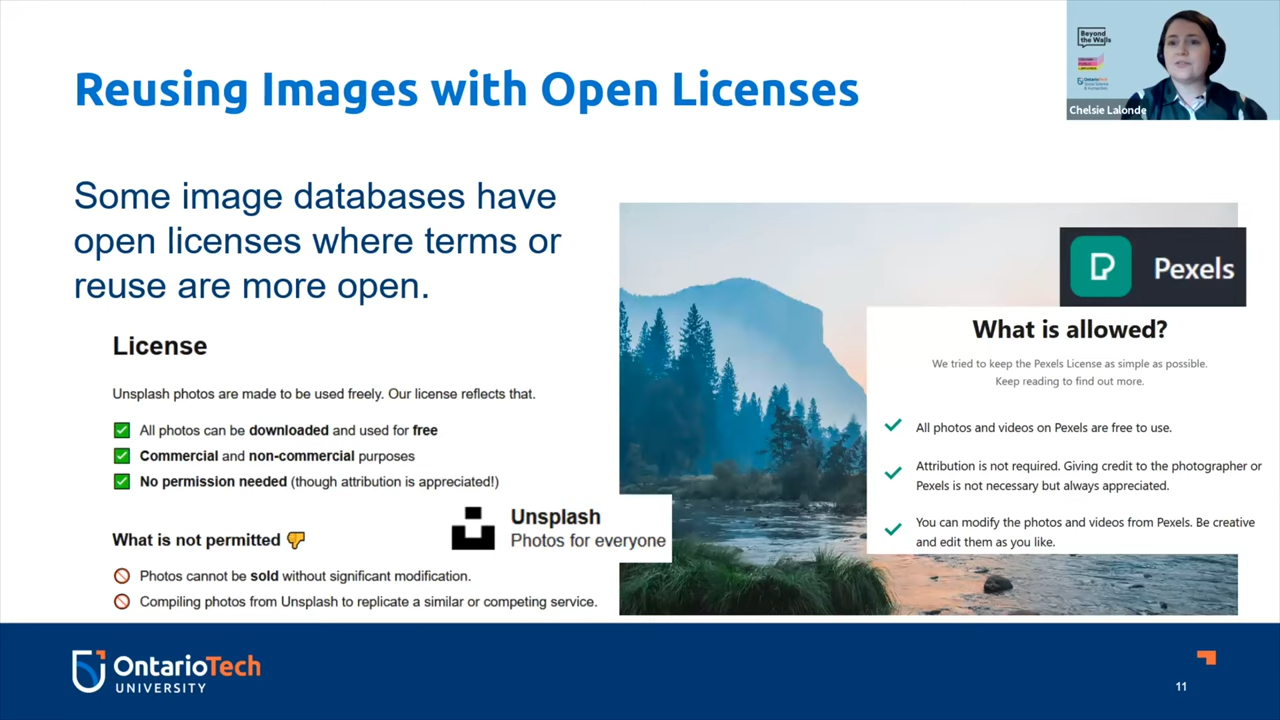 Reusing Images with Open Licenses
Beyond
the Walls
OntarioTech
Chelsie Lalonde
Some image databases have
open licenses where terms or
reuse are more open.
License
Unsplash photos are made to be used freely. Our license reflects that.
All photos can be downloaded and used for free
Commercial and non-commercial purposes
No permission needed (though attribution is appreciated!)
What is not permitted
Photos cannot be sold without significant modification.
Compiling photos from Unsplash to replicate a similar or competing service.
Unsplash
Photos for everyone
Pexels
What is allowed?
We tried to keep the Pexels License as simple as possible.
Keep reading to find out more.
All photos and videos on Pexels are free to use.
Attribution is not required. Giving credit to the photographer or
Pexels is not necessary but always appreciated.
You can modify the photos and videos from Pexels. Be creative
and edit them as you like.
OntarioTech
UNIVERSITY
11